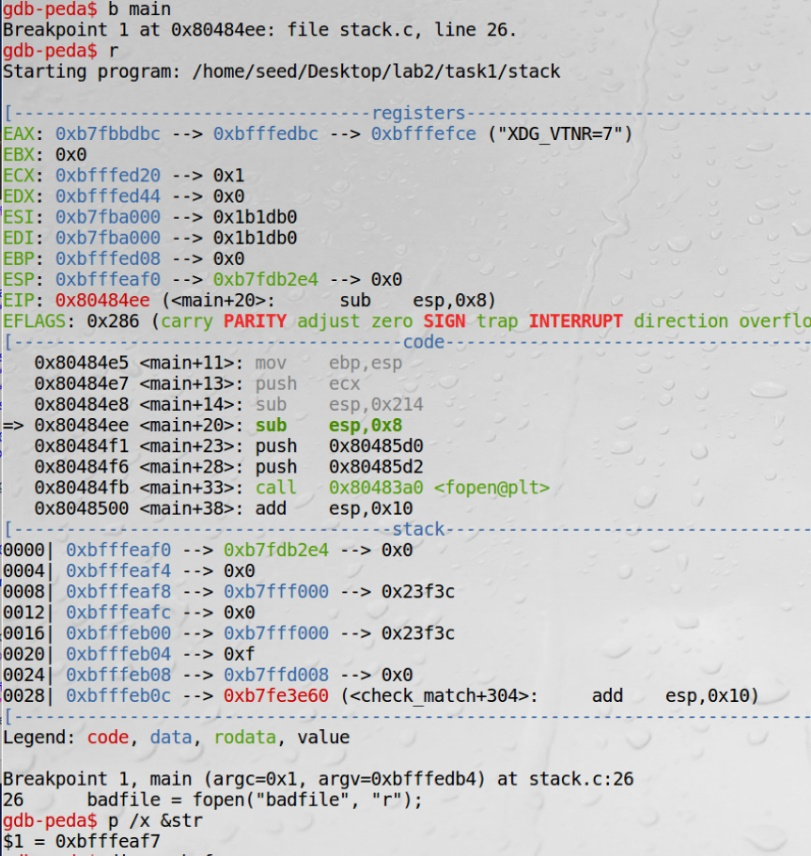 gdb-peda$ b main
Breakpoint 1 at 0x80484ee: file stack.c, line 26.
gdb-peda$ r
Starting program: /home/seed/Desktop/lab2/task1/stack
[----------------------------------registers-----------------------------------
EAX: 0xb7fbbdbc --> 0xbfffedbc --> 0xbfffefce ("XDG_VTNR=7")
EBX: 0x0
ECX: 0xbfffed20 --> 0x1
EDX: 0xbfffed44 --> 0x0
ESI: 0xb7fba000 --> 0x1b1db0
EDI: 0xb7fba000 --> 0x1b1db0
EBP: 0xbfffed08 --> 0x0
ESP: 0xbfffeaf0 --> 0xb7fdb2e4 --> 0x0
EIP: 0x80484ee (<main+20>:      sub    esp,0x8)
EFLAGS: 0x286 (carry PARITY adjust zero SIGN trap INTERRUPT direction overflo
[-------------------------------------code-------------------------------------
   0x80484e5 <main+11>: mov    ebp,esp
   0x80484e7 <main+13>: push   ecx
   0x80484e8 <main+14>: sub    esp,0x214
=> 0x80484ee <main+20>: sub    esp,0x8
   0x80484f1 <main+23>: push   0x80485d0
   0x80484f6 <main+28>: push   0x80485d2
   0x80484fb <main+33>: call   0x80483a0 <fopen@plt>
   0x8048500 <main+38>: add    esp,0x10
[------------------------------------stack-------------------------------------
0000| 0xbfffeaf0 --> 0xb7fdb2e4 --> 0x0
0004| 0xbfffeaf4 --> 0x0
0008| 0xbfffeaf8 --> 0xb7fff000 --> 0x23f3c
0012| 0xbfffeafc --> 0x0
0016| 0xbfffeb00 --> 0xb7fff000 --> 0x23f3c
0020| 0xbfffeb04 --> 0xf
0024| 0xbfffeb08 --> 0xb7ffd008 --> 0x0
0028| 0xbfffeb0c --> 0xb7fe3e60 (<check_match+304>:     add    esp,0x10)
[------------------------------------------------------------------------------
Legend: code, data, rodata, value
Breakpoint 1, main (argc=0x1, argv=0xbfffedb4) at stack.c:26
26      badfile = fopen("badfile", "r");
gdb-peda$ p /x &str
$1 = 0xbfffeaf7